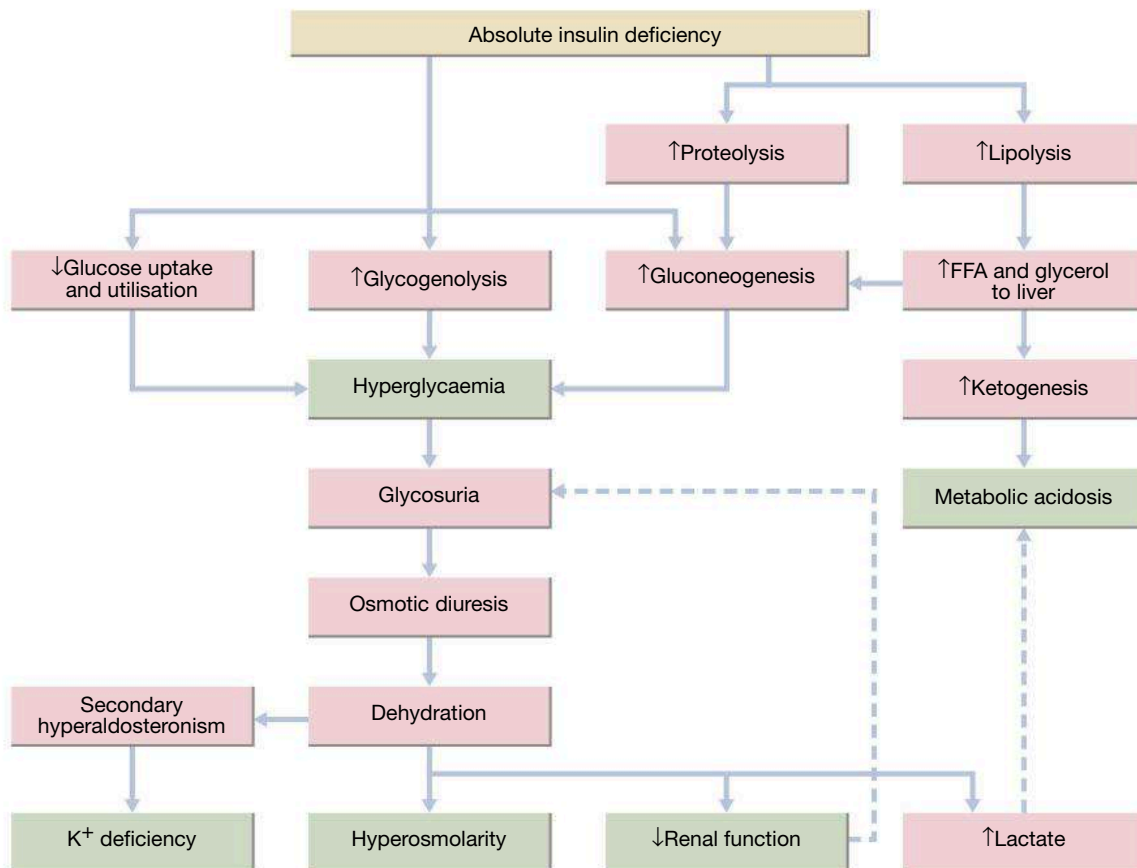 Absolute insulin deficiency
↑Proteolysis
↑Lipolysis
↓Glucose uptake
and utilisation
↑Glycogenolysis
↑Gluconeogenesis
↑FFA and glycerol
to liver
Hyperglycaemia
↑Ketogenesis
Glycosuria
Metabolic acidosis
Osmotic diuresis
Secondary
hyperaldosteronism
Dehydration
K⁺ deficiency
Hyperosmolarity
↓Renal function
↑Lactate